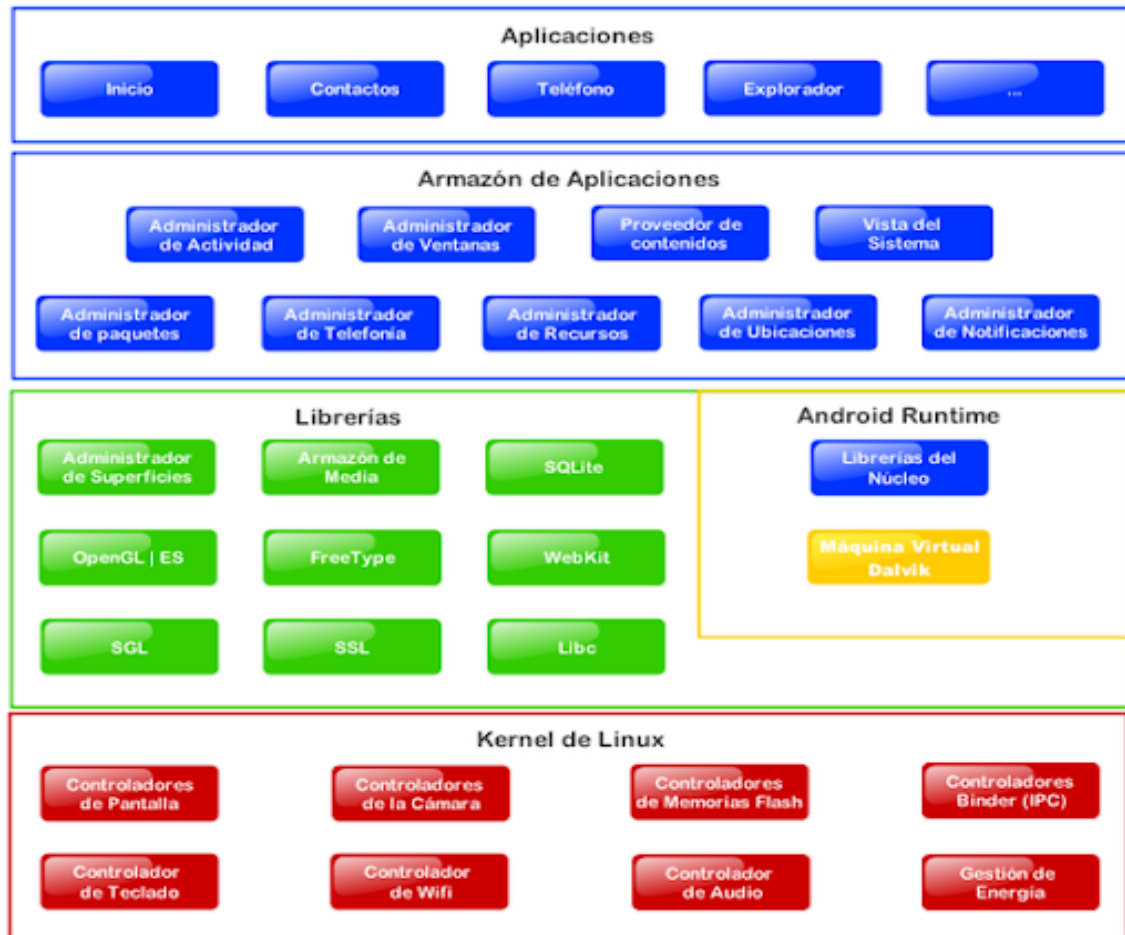 Aplicaciones
Inicio
Contactos
Teléfono
Explorador
...
Armazón de Aplicaciones
Administrador
de Actividad
Administrador
de Ventanas
Proveedor de
contenidos
Vista del
Sistema
Administrador
de paquetes
Administrador
de Telefonía
Administrador
de Recursos
Administrador
de Ubicaciones
Administrador
de Notificaciones
Librerías
Administrador
de Superficies
Armazón de
Media
SQLite
OpenGL | ES
FreeType
WebKit
SGL
SSL
Libc
Android Runtime
Librerías del
Núcleo
Máquina Virtual
Dalvik
Kernel de Linux
Controladores
de Pantalla
Controladores
de la Cámara
Controladores
de Memorias Flash
Controladores
Binder (IPC)
Controlador
de Teclado
Controlador
de Wifi
Controlador
de Audio
Gestión de
Energía